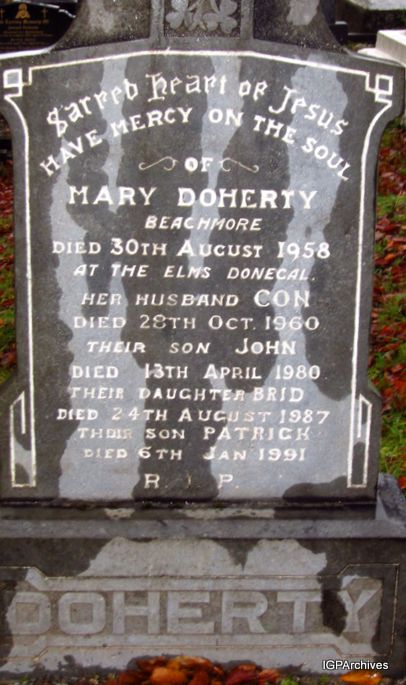 Sacred Heart of Jesus
HAVE MERCY ON THE SOUL
OF
MARY DOHERTY
BEACHMORE
DIED 30TH AUGUST 1958
AT THE ELMS DONEGAL.
HER HUSBAND CON
DIED 28TH OCT. 1960
THEIR SON JOHN
DIED 13TH APRIL 1980
THEIR DAUGHTER BRID
DIED 24TH AUGUST 1987
THEIR SON PATRICK
DIED 6TH JAN 1991
R. I. P.
DOHERTY
IGPArchives